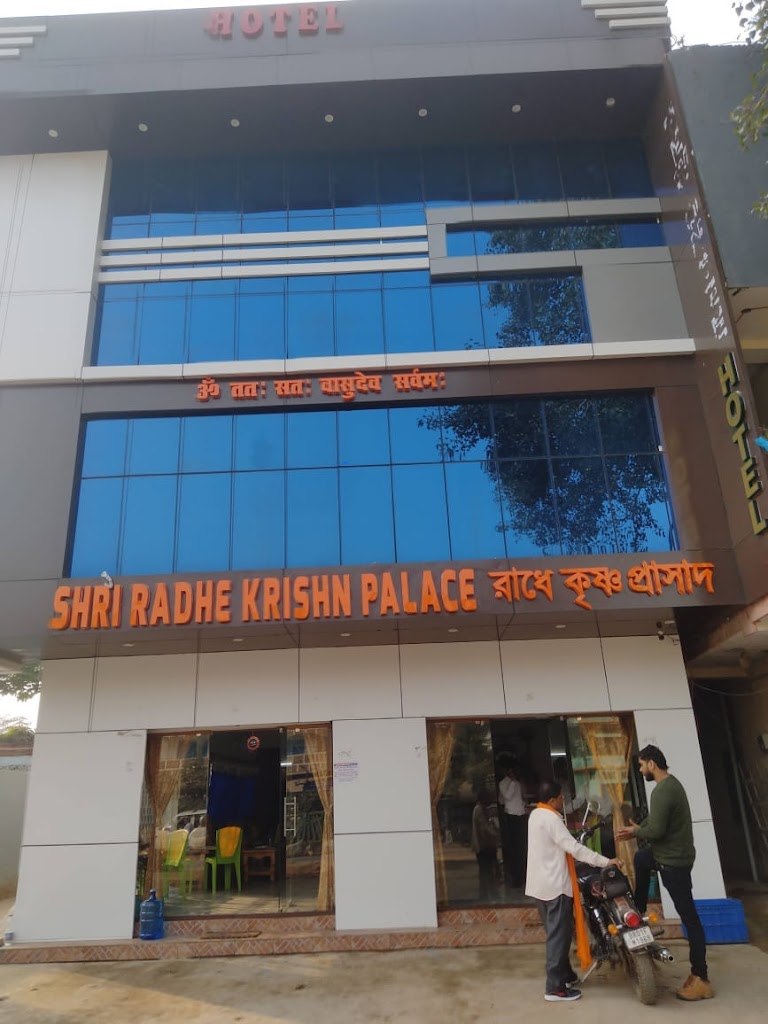 HOTEL
ॐ ततः सतः वासुदेव सर्वमः
HOTEL
SHRI RADHE KRISHN PALACE রাধে কৃষ্ণ প্রাসাদ